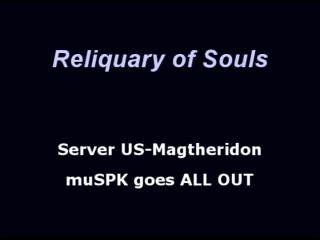 Reliquary of Souls
Server US-Magtheridon
muSPK goes ALL OUT